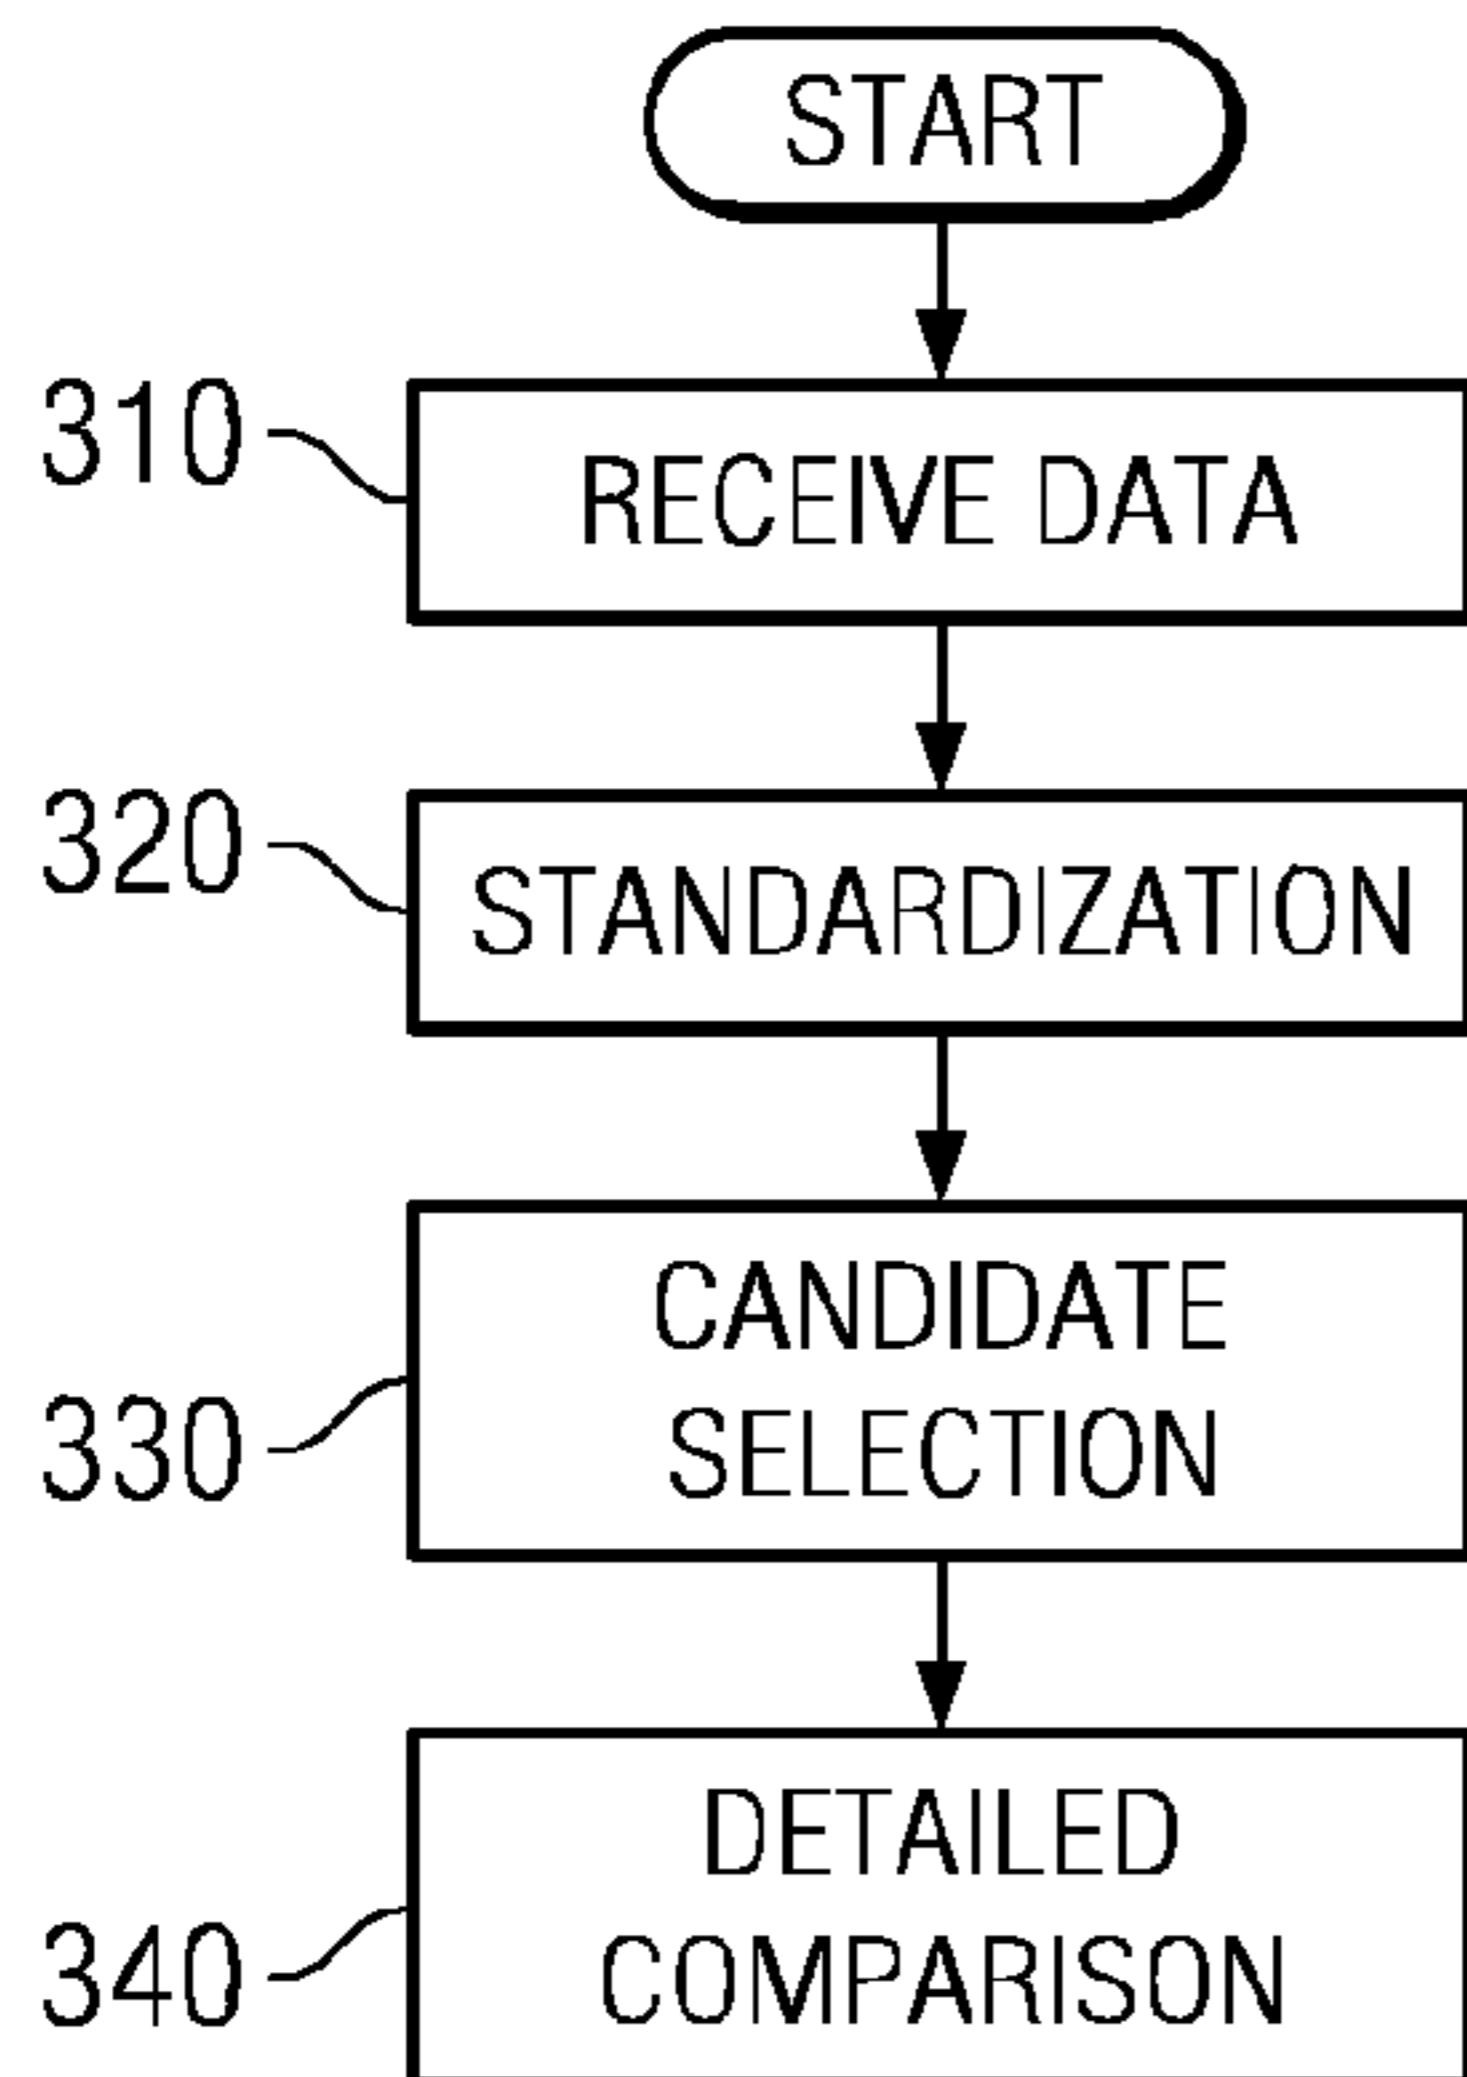 START
310
RECEIVE DATA
320
STANDARDIZATION
CANDIDATE
SELECTION
330
DETAILED
COMPARISON
340